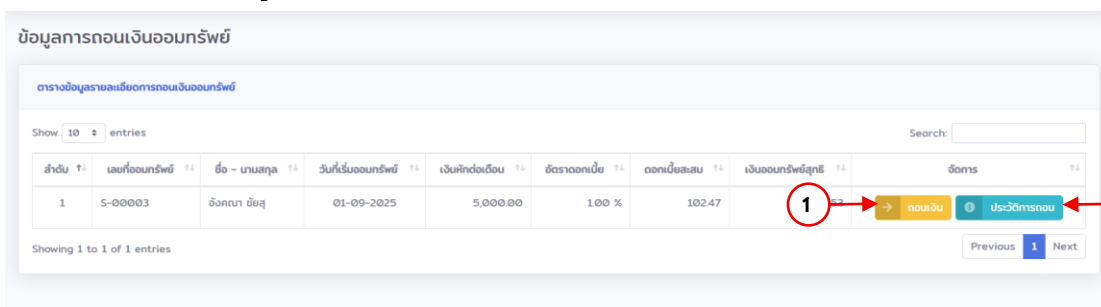 ข้อมูลการถอนเงินออมทรัพย์
ตารางข้อมูลรายละเอียดการถอนเงินออมทรัพย์
Show 10 entries Search:
ลำดับ เลขที่ออมทรัพย์ ชื่อ - นามสกุล วันที่เริ่มออมทรัพย์ เงินหักต่อเดือน อัตราดอกเบี้ย ดอกเบี้ยสะสม เงินออมทรัพย์สุทธิ จัดการ
1 S-00003 อังคณา ชัยสุ 01-09-2025 5,000.00 1.00 % 102.47 1 53 ถอนเงิน ประวัติการถอน
Showing 1 to 1 of 1 entries Previous 1 Next